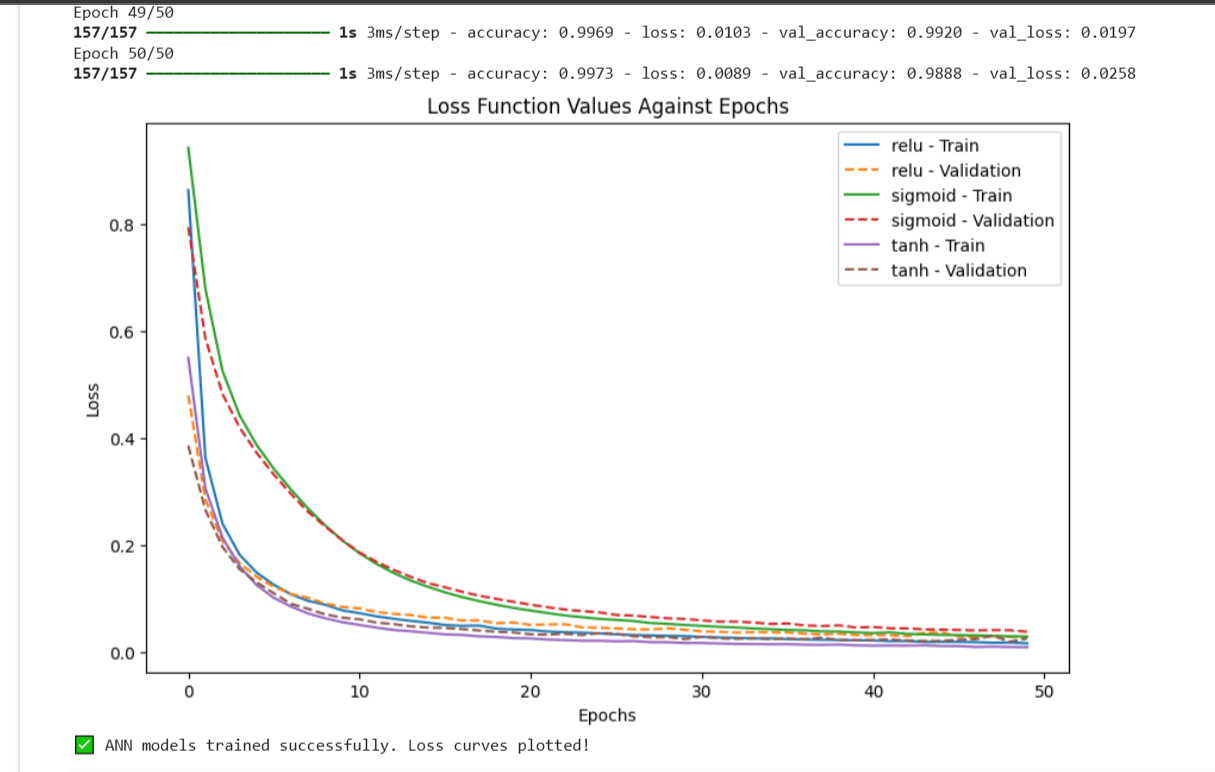 Epoch 49/50
157/157 ━━━━━━━━━━━━━━━━━━━━ 1s 3ms/step - accuracy: 0.9969 - loss: 0.0103 - val_accuracy: 0.9920 - val_loss: 0.0197
Epoch 50/50
157/157 ━━━━━━━━━━━━━━━━━━━━ 1s 3ms/step - accuracy: 0.9973 - loss: 0.0089 - val_accuracy: 0.9888 - val_loss: 0.0258
Loss Function Values Against Epochs
relu - Train
relu - Validation
sigmoid - Train
sigmoid - Validation
tanh - Train
tanh - Validation
0.8
0.6
0.4
0.2
0.0
Loss
0 10 20 30 40 50
Epochs
✅ ANN models trained successfully. Loss curves plotted!